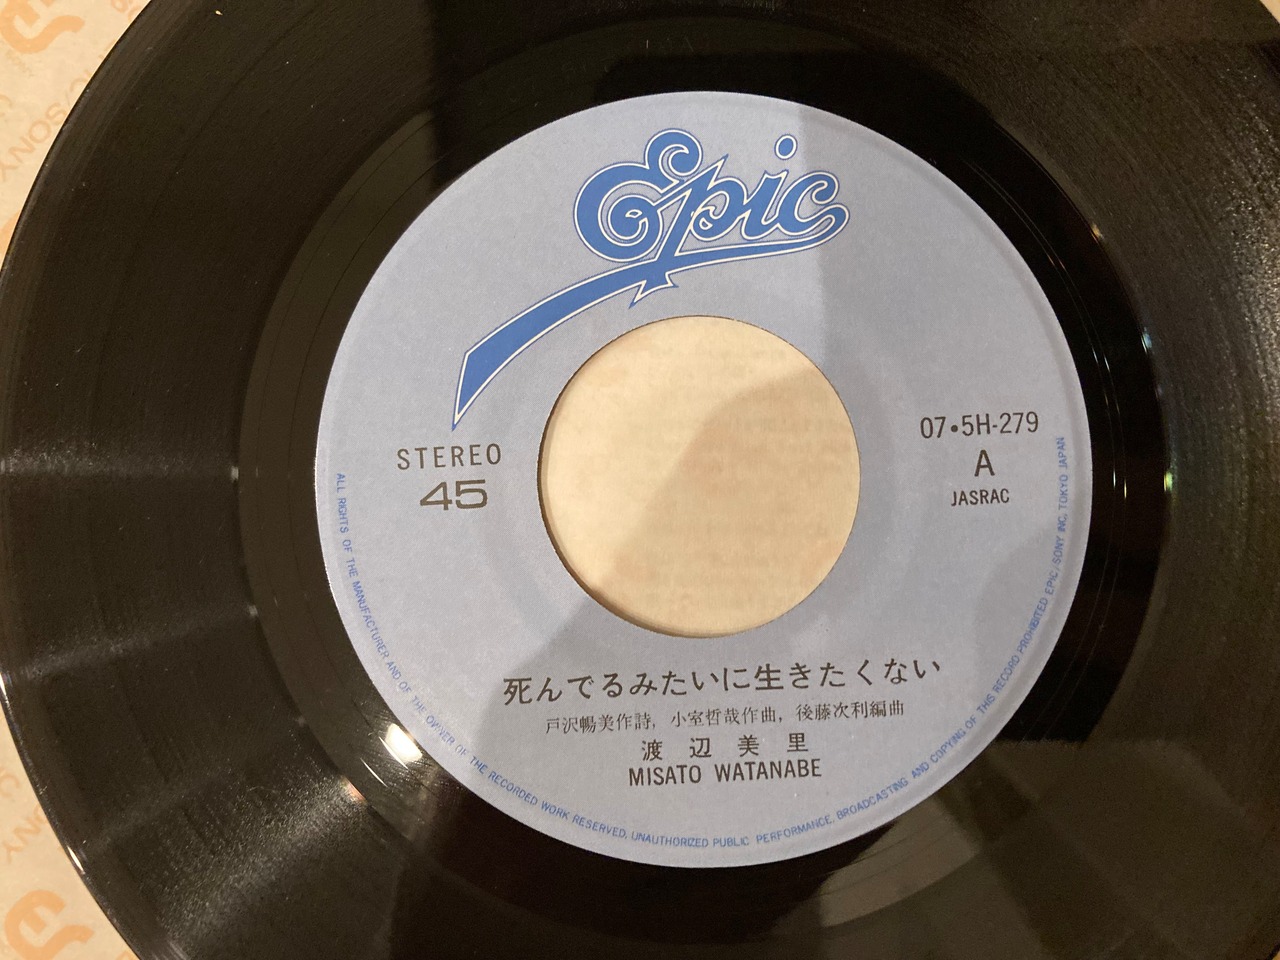 Epic
STEREO
45
07・5H-279
A
JASRAC
死んでるみたいに生きたくない
戸沢暢美作詩, 小室哲哉作曲, 後藤次利編曲
渡辺美里
MISATO WATANABE
ALL RIGHTS OF THE MANUFACTURER AND OF THE OWNER OF THE RECORDED WORK RESERVED. UNAUTHORIZED PUBLIC PERFORMANCE, BROADCASTING AND COPYING OF THIS RECORD PROHIBITED EPIC/SONY INC. TOKYO JAPAN
SONY
SONY